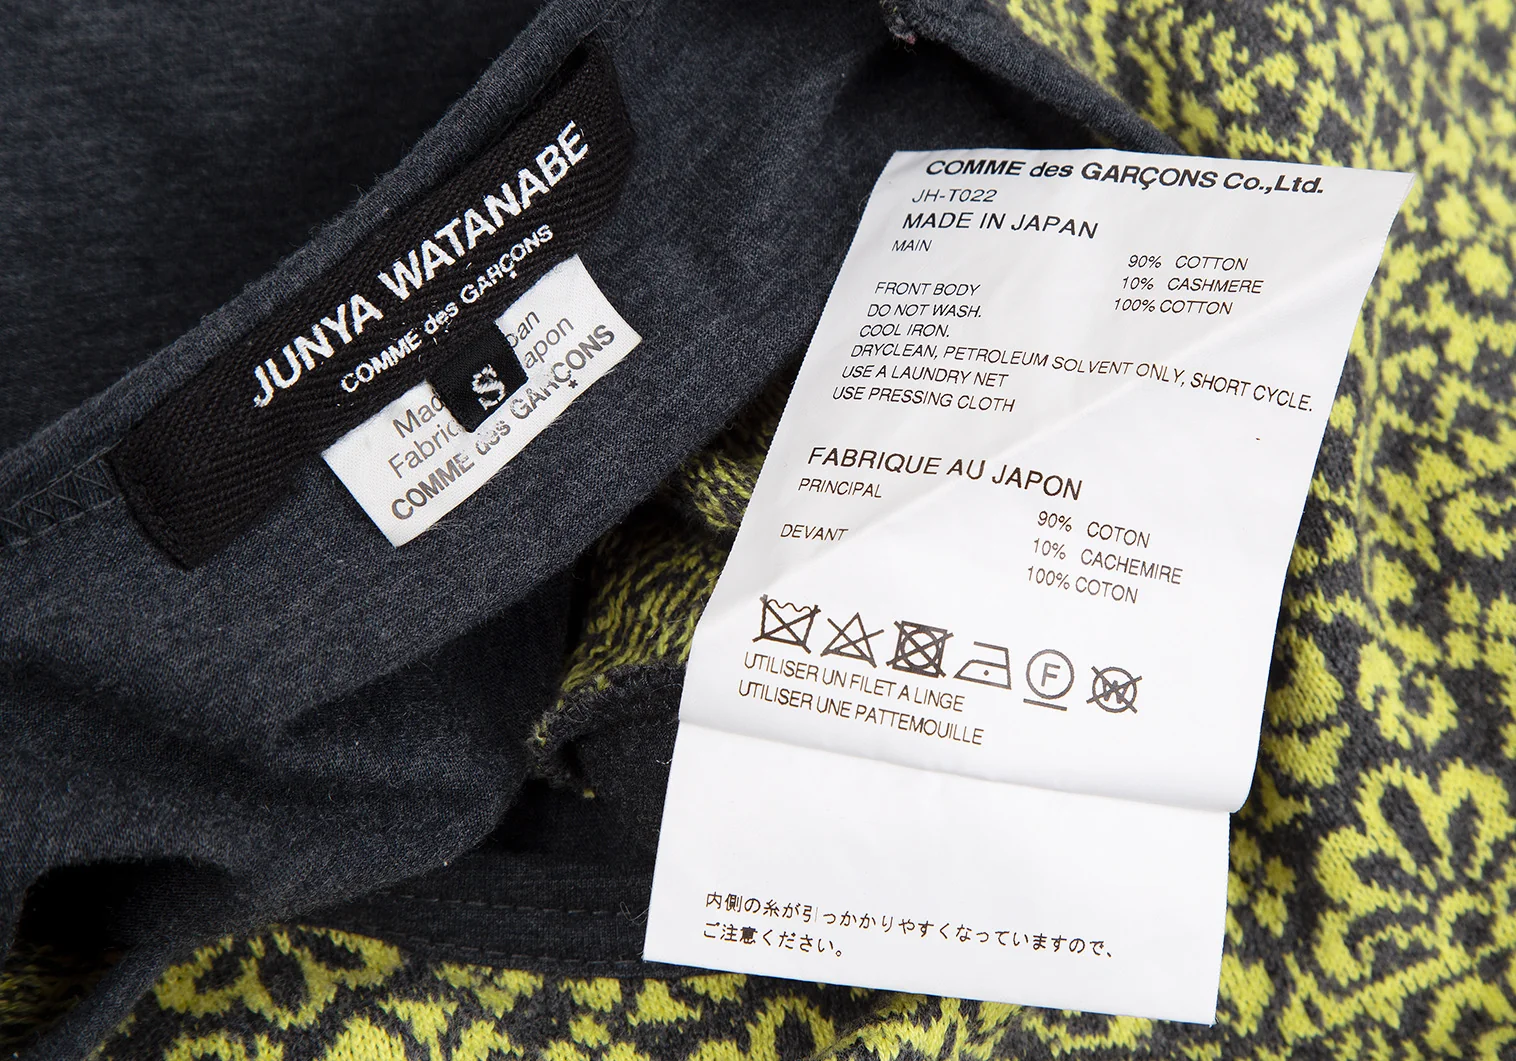 JUNYA WATANABE
COMME des GARÇONS
S
COMME des GARÇONS
COMME des GARÇONS Co.,Ltd.
JH-T022
MADE IN JAPAN
MAIN
90% COTTON
10% CASHMERE
FRONT BODY
100% COTTON
DO NOT WASH.
COOL IRON.
DRYCLEAN, PETROLEUM SOLVENT ONLY, SHORT CYCLE.
USE A LAUNDRY NET
USE PRESSING CLOTH
FABRIQUE AU JAPON
PRINCIPAL
90% COTON
10% CACHEMIRE
DEVANT
100% COTON
F
W
UTILISER UN FILET A LINGE
UTILISER UNE PATTEMOUILLE
内側の糸が引っかかりやすくなっていますので、
ご注意ください。